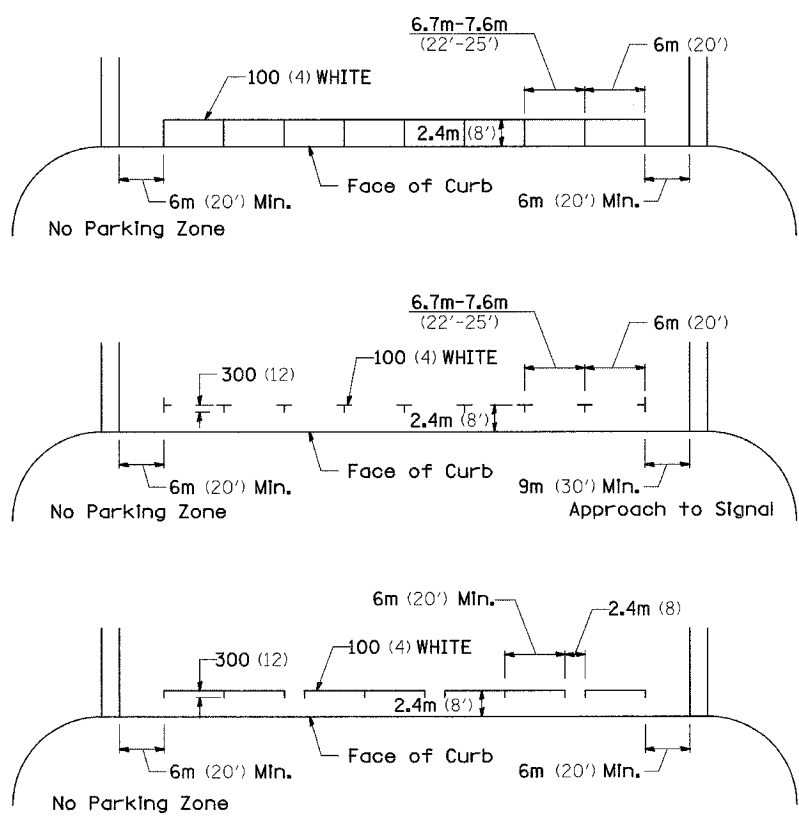 6.7m-7.6m
(22'-25')
6m (20')
100 (4) WHITE
2.4m (8')
6m (20') Min.
Face of Curb
6m (20') Min.
No Parking Zone
6.7m-7.6m
(22'-25')
6m (20')
100 (4) WHITE
300 (12)
2.4m (8')
6m (20') Min.
Face of Curb
9m (30') Min.
No Parking Zone
Approach to Signal
6m (20') Min.
2.4m (8)
300 (12)
100 (4) WHITE
2.4m (8')
6m (20') Min.
Face of Curb
6m (20') Min.
No Parking Zone